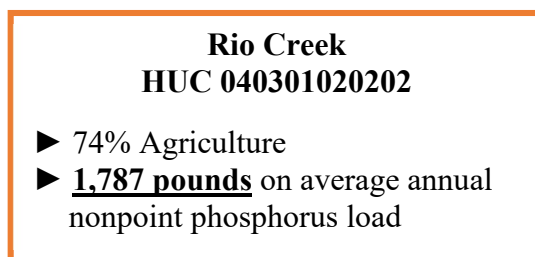 Rio Creek
HUC 040301020202
► 74% Agriculture
► 1,787 pounds on average annual
nonpoint phosphorus load